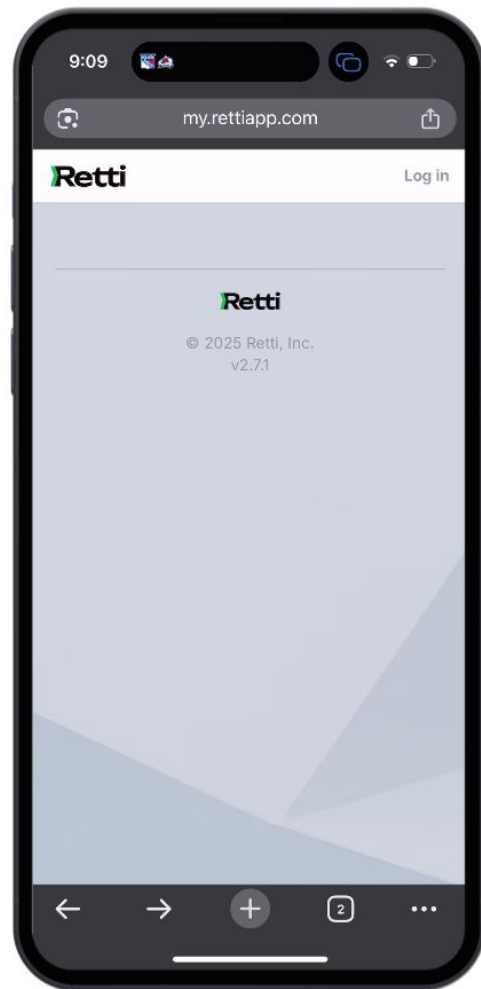 9:09
my.rettiapp.com
Retti
Log in
Retti
© 2025 Retti, Inc.
v2.7.1
2